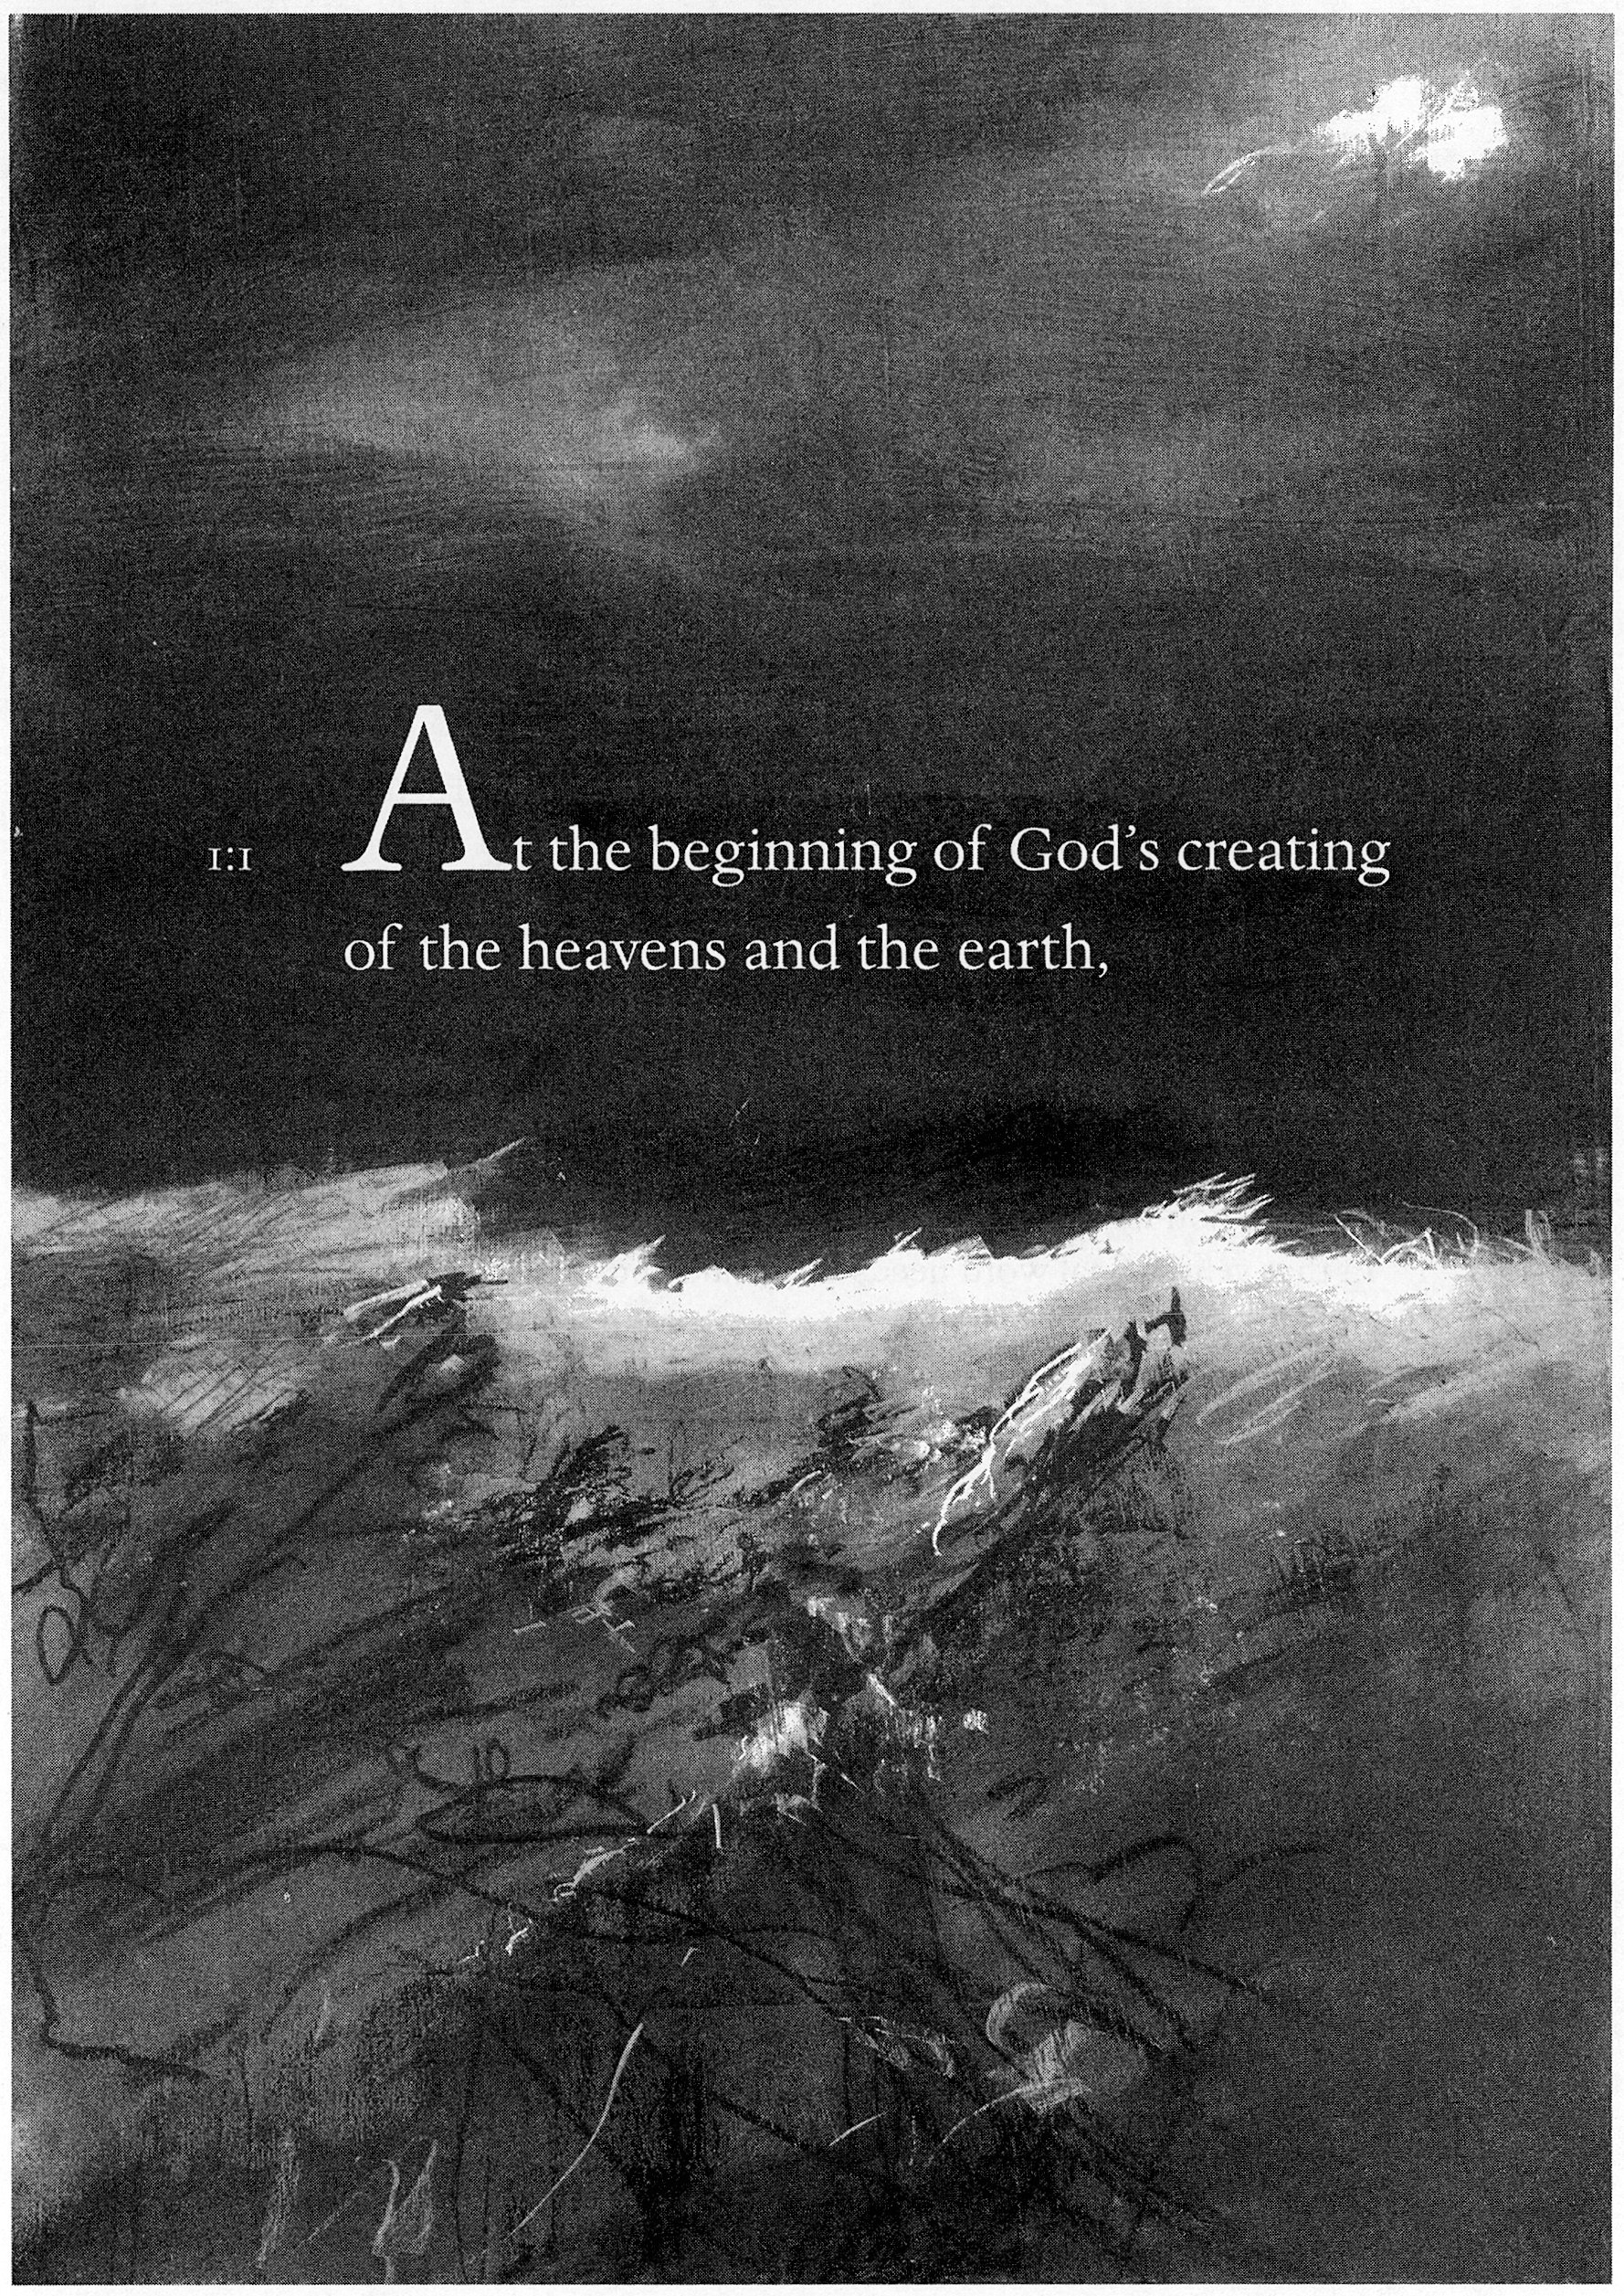 1:1 At the beginning of God’s creating
of the heavens and the earth,